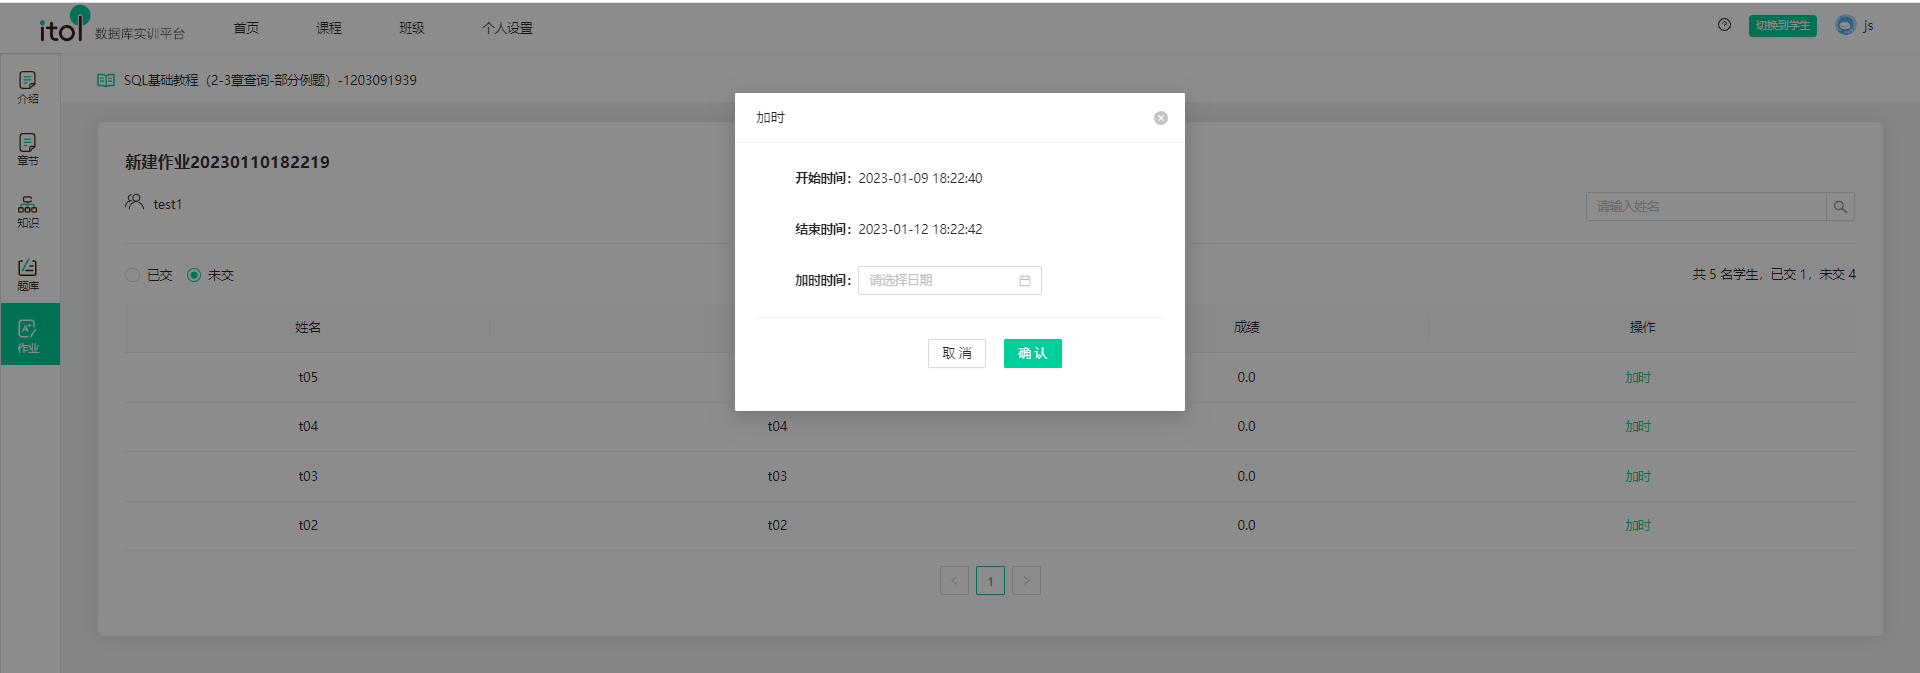 itol 数据库实训平台 首页 课程 班级 个人设置 切换到学生 js
介绍
章节
知识
题库
作业
SQL基础教程（2-3章查询-部分例题）-1203091939
新建作业20230110182219
test1
请输入姓名
已交 未交
共 5 名学生，已交 1，未交 4
姓名 成绩 操作
t05 0.0 加时
t04 t04 0.0 加时
t03 t03 0.0 加时
t02 t02 0.0 加时
1
加时
开始时间：2023-01-09 18:22:40
结束时间：2023-01-12 18:22:42
加时时间：请选择日期
取 消 确 认